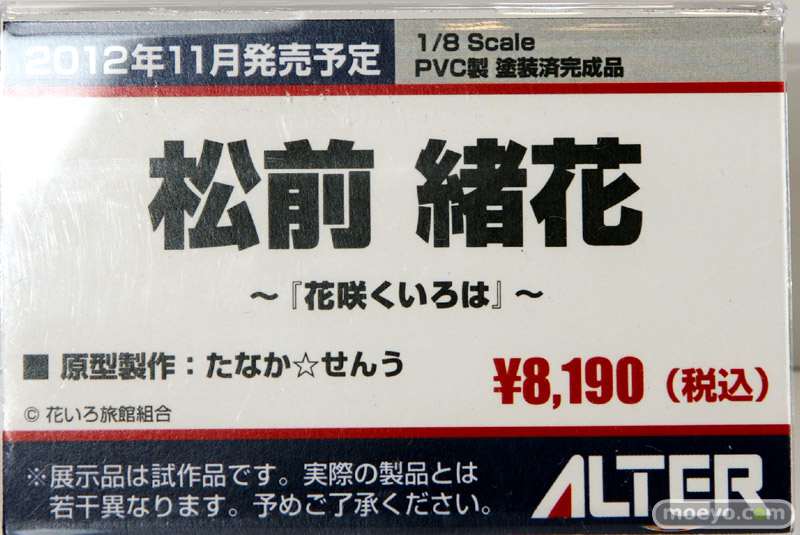 2012年11月発売予定
1/8 Scale
PVC製 塗装済完成品
松前 緒花
～『花咲くいろは』～
■ 原型製作：たなか☆せんう
¥8,190（税込）
© 花いろ旅館組合
※展示品は試作品です。実際の製品とは
若干異なります。予めご了承ください。
ALTER
moeyo.com